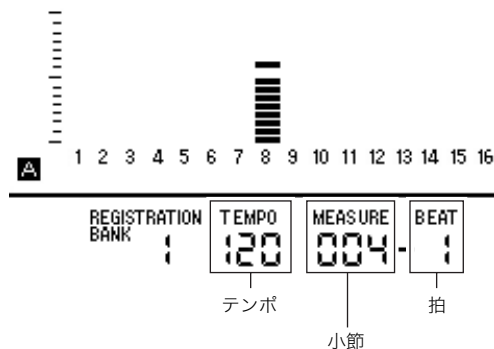 A
1 2 3 4 5 6 7 8 9 10 11 12 13 14 15 16
REGISTRATION BANK 1 TEMPO 120 MEASURE 004 - BEAT 1
テンポ
拍
小節